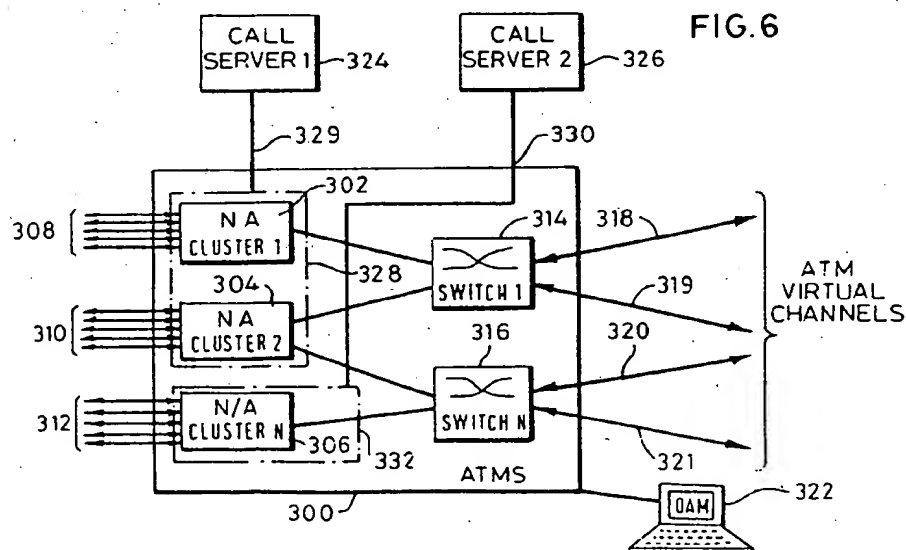 FIG.6
CALL
SERVER 1
324
CALL
SERVER 2
326
329
330
302
NA
CLUSTER 1
308
328
314
SWITCH 1
318
319
304
NA
CLUSTER 2
310
316
SWITCH N
320
321
ATM
VIRTUAL
CHANNELS
N/A
CLUSTER N
312
306
332
ATMS
300
OAM
322